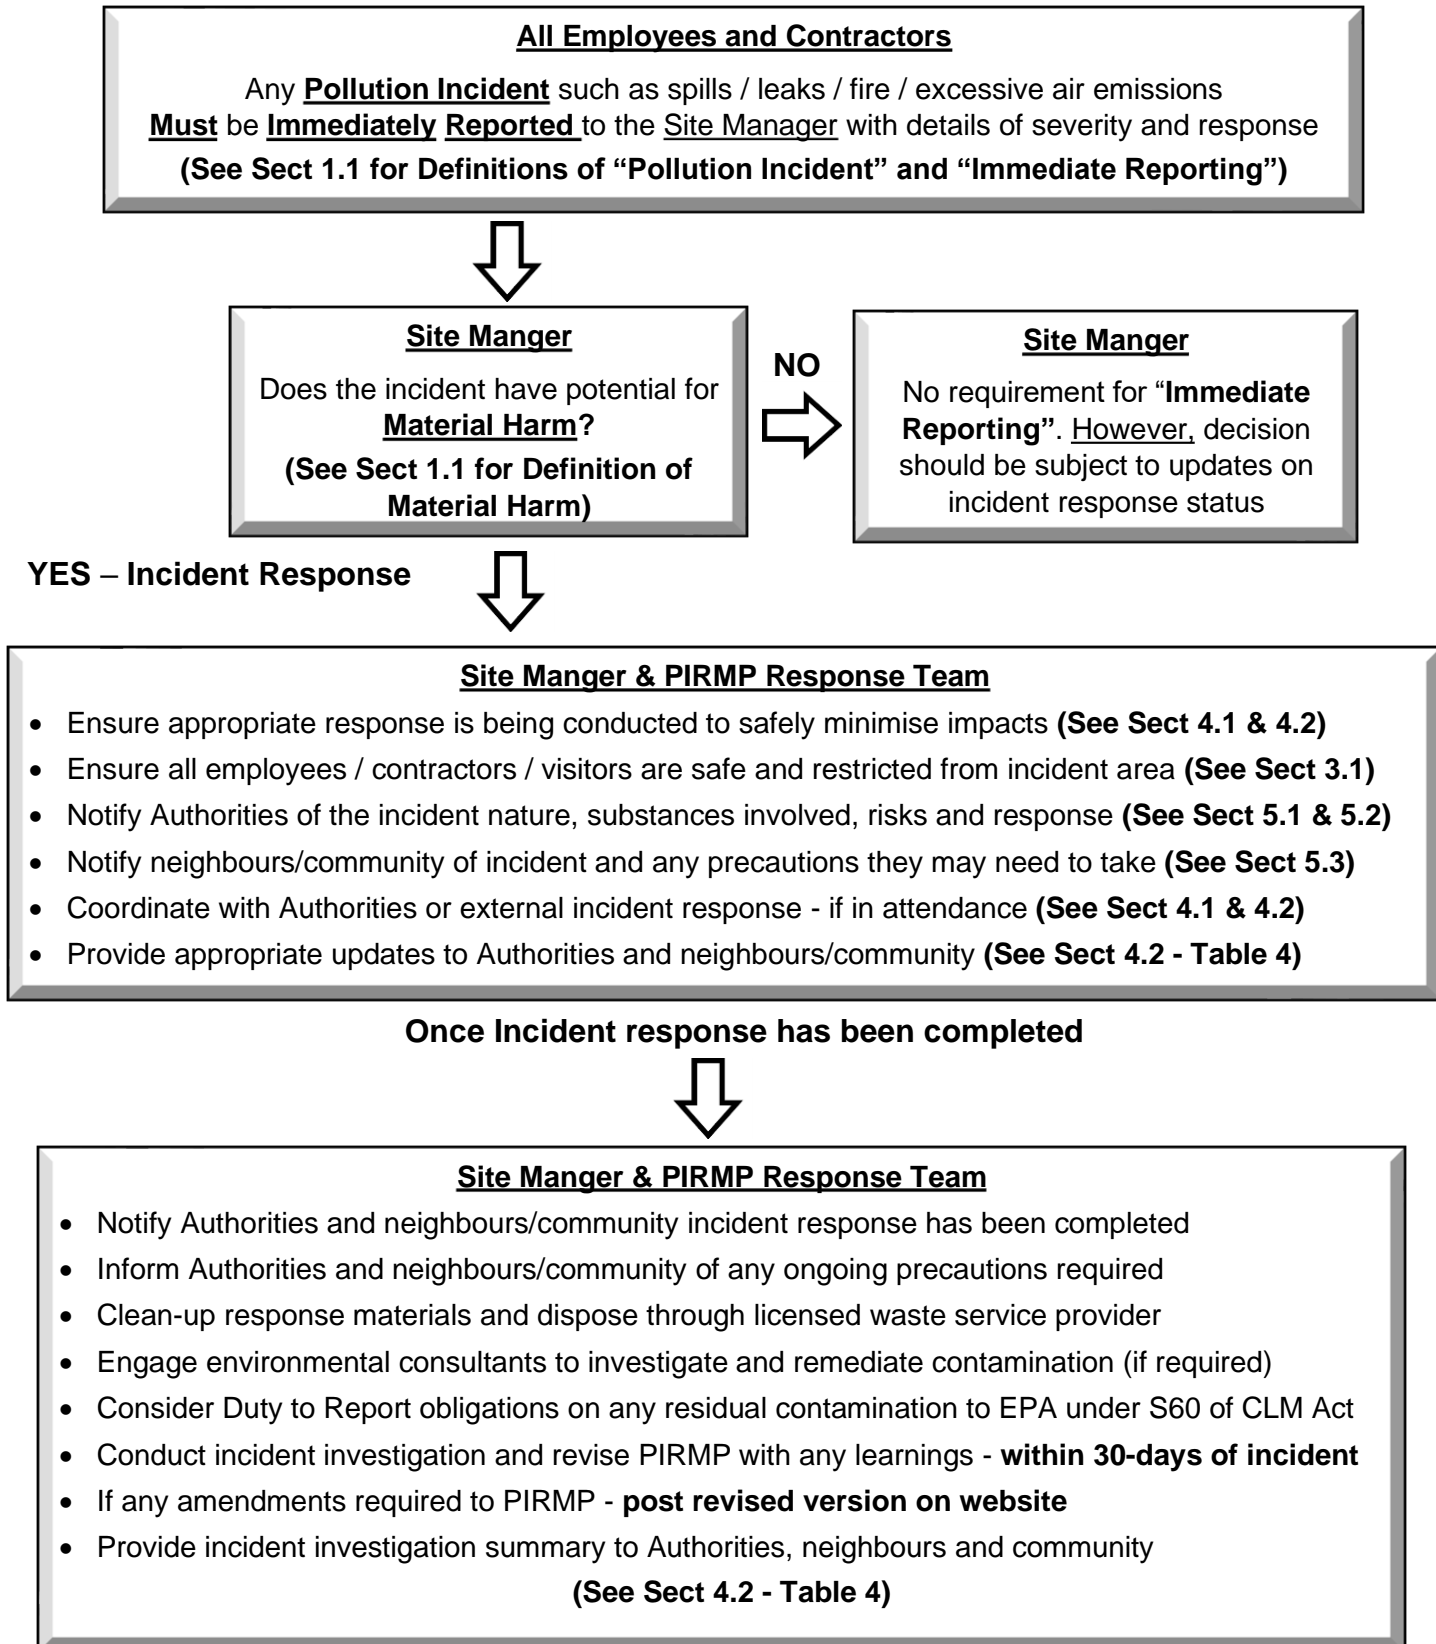 All Employees and Contractors
Any Pollution Incident such as spills / leaks / fire / excessive air emissions
Must be Immediately Reported to the Site Manager with details of severity and response
(See Sect 1.1 for Definitions of “Pollution Incident” and “Immediate Reporting”)
Site Manger
Does the incident have potential for
Material Harm?
(See Sect 1.1 for Definition of
Material Harm)
NO
Site Manger
No requirement for “Immediate
Reporting”. However, decision
should be subject to updates on
incident response status
YES – Incident Response
Site Manger & PIRMP Response Team
• Ensure appropriate response is being conducted to safely minimise impacts (See Sect 4.1 & 4.2)
• Ensure all employees / contractors / visitors are safe and restricted from incident area (See Sect 3.1)
• Notify Authorities of the incident nature, substances involved, risks and response (See Sect 5.1 & 5.2)
• Notify neighbours/community of incident and any precautions they may need to take (See Sect 5.3)
• Coordinate with Authorities or external incident response - if in attendance (See Sect 4.1 & 4.2)
• Provide appropriate updates to Authorities and neighbours/community (See Sect 4.2 - Table 4)
Once Incident response has been completed
Site Manger & PIRMP Response Team
• Notify Authorities and neighbours/community incident response has been completed
• Inform Authorities and neighbours/community of any ongoing precautions required
• Clean-up response materials and dispose through licensed waste service provider
• Engage environmental consultants to investigate and remediate contamination (if required)
• Consider Duty to Report obligations on any residual contamination to EPA under S60 of CLM Act
• Conduct incident investigation and revise PIRMP with any learnings - within 30-days of incident
• If any amendments required to PIRMP - post revised version on website
• Provide incident investigation summary to Authorities, neighbours and community
(See Sect 4.2 - Table 4)